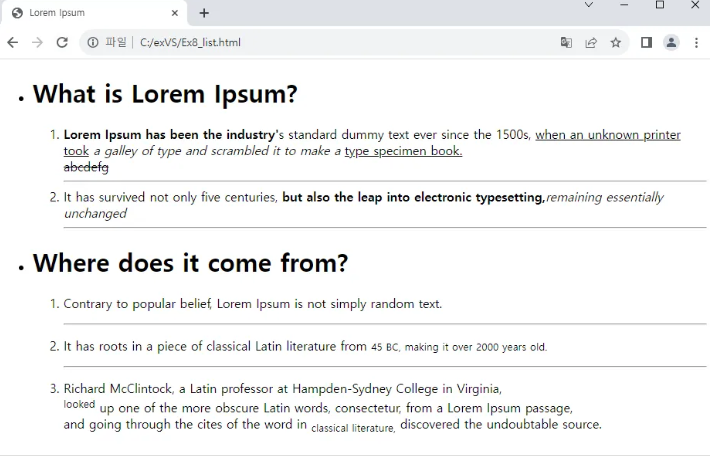 Lorem Ipsum
파일 C:/exVS/Ex8_list.html
• What is Lorem Ipsum?
1. Lorem Ipsum has been the industry's standard dummy text ever since the 1500s, when an unknown printer
took a galley of type and scrambled it to make a type specimen book.
abcdefg
2. It has survived not only five centuries, but also the leap into electronic typesetting,remaining essentially
unchanged
• Where does it come from?
1. Contrary to popular belief, Lorem Ipsum is not simply random text.
2. It has roots in a piece of classical Latin literature from 45 BC, making it over 2000 years old.
3. Richard McClintock, a Latin professor at Hampden-Sydney College in Virginia,
looked up one of the more obscure Latin words, consectetur, from a Lorem Ipsum passage,
and going through the cites of the word in classical literature, discovered the undoubtable source.